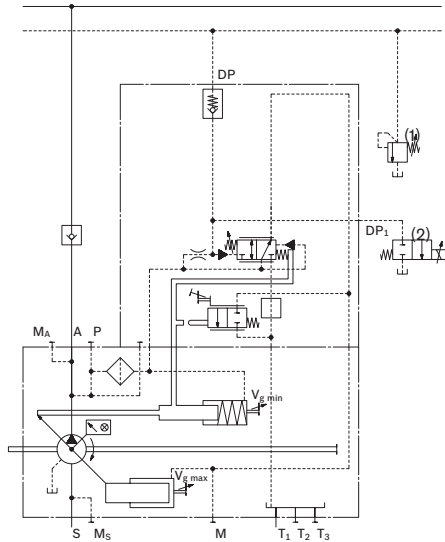 DP
(1)
DP1
(2)
MA A P
Vg min
Vg max
S MS M T1 T2 T3